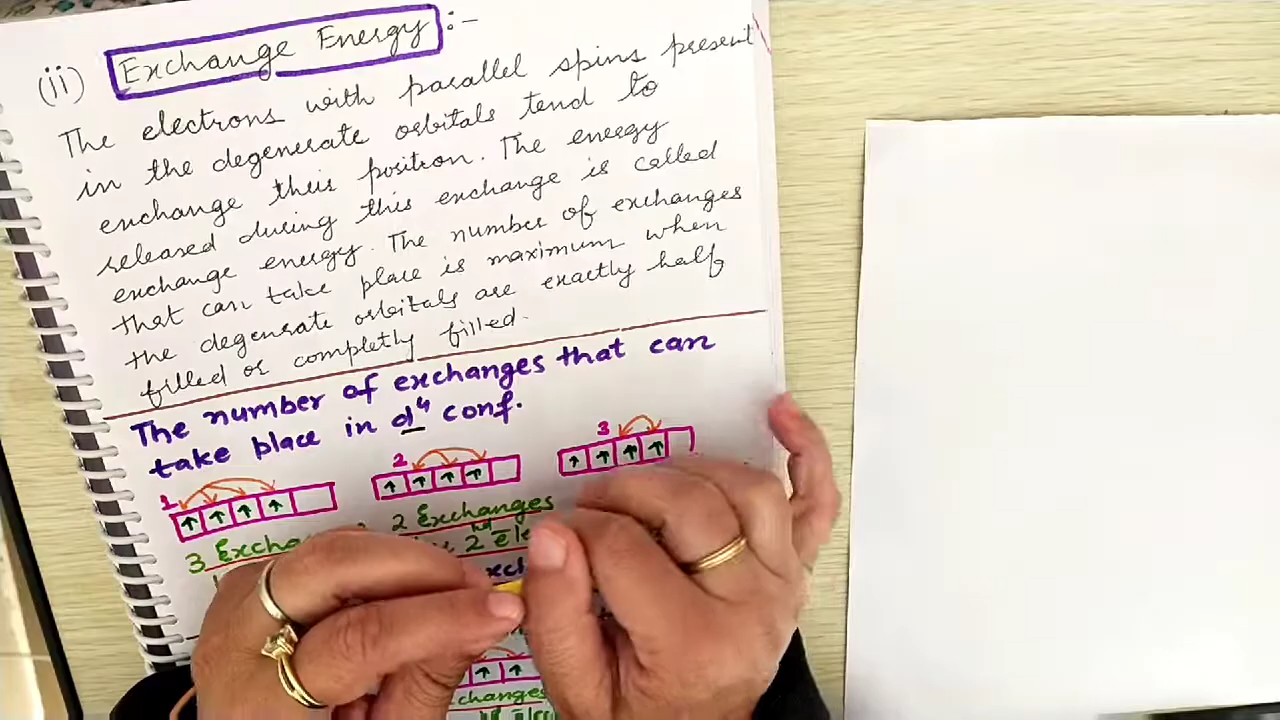 (ii) Exchange Energy :-
The electrons with parallel spins present
in the degenerate orbitals tend to
exchange their position. The energy
released during this exchange is called
exchange energy. The number of exchanges
that can take place is maximum when
the degenerate orbitals are exactly half
filled or completly filled.
The number of exchanges that can
take place in d⁴ conf.
1 2 3
↑ ↑ ↑ ↑ ↑ ↑ ↑ ↑ ↑ ↑ ↑ ↑
3 2 Exchanges
2nd
↑ ↑